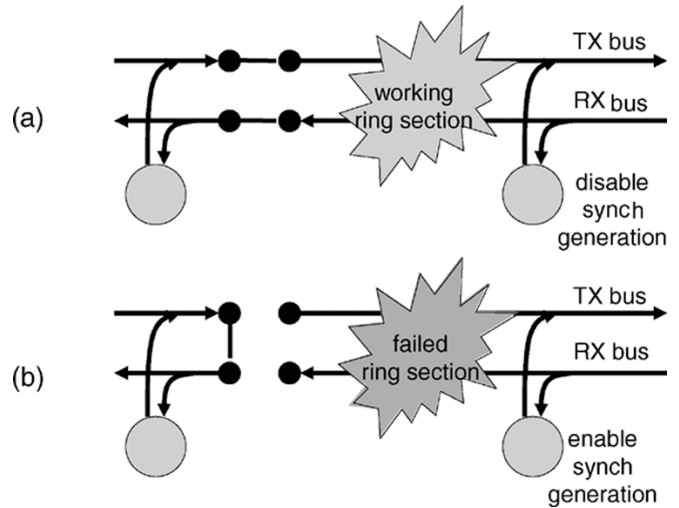 TX bus
(a)
working
ring section
RX bus
disable
synch
generation
TX bus
(b)
failed
ring section
RX bus
enable
synch
generation